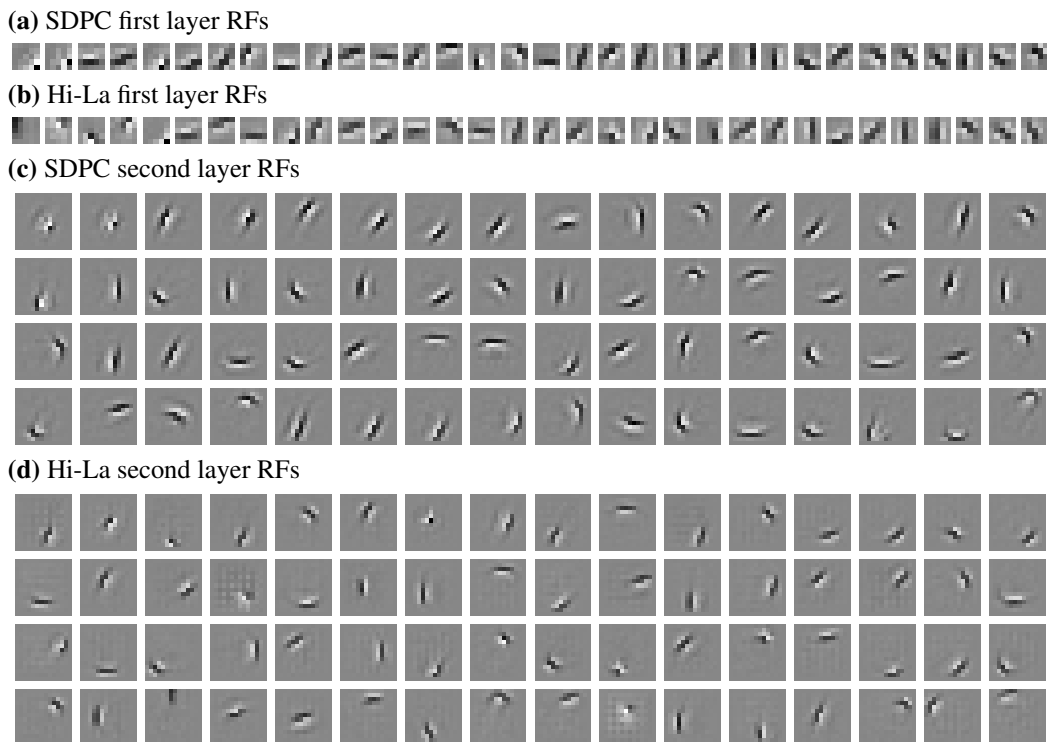 (a) SDPC first layer RFs
(b) Hi-La first layer RFs
(c) SDPC second layer RFs
(d) Hi-La second layer RFs